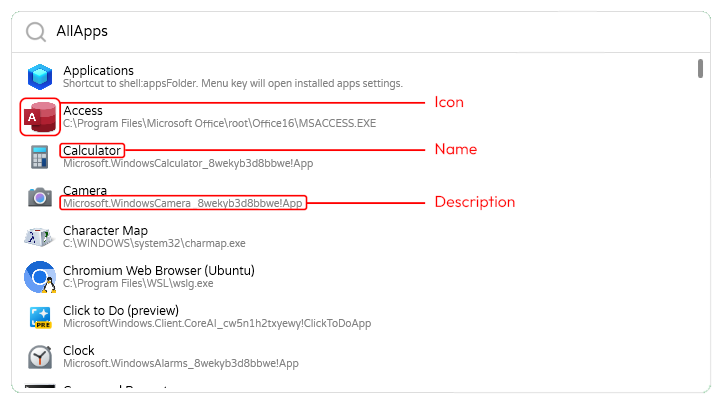 AllApps
Applications
Shortcut to shell:appsFolder. Menu key will open installed apps settings.
Icon
A
Access
C:\Program Files\Microsoft Office\root\Office16\MSACCESS.EXE
Calculator
Name
Microsoft.WindowsCalculator_8wekyb3d8bbwe!App
Camera
Microsoft.WindowsCamera_8wekyb3d8bbwe!App
Description
Character Map
C:\WINDOWS\system32\charmap.exe
Chromium Web Browser (Ubuntu)
C:\Program Files\WSL\wslg.exe
Click to Do (preview)
PRE
MicrosoftWindows.Client.CoreAI_cw5n1h2txyewy!ClickToDoApp
Clock
Microsoft.WindowsAlarms_8wekyb3d8bbwe!App